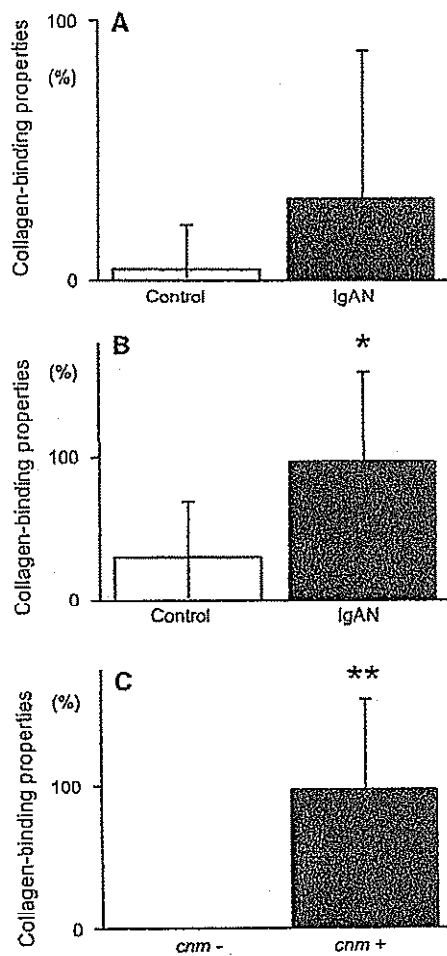 A
100
(%)
Collagen-binding properties
0
Control
IgAN
B
*
(%)
Collagen-binding properties
100
0
Control
IgAN
C
**
(%)
Collagen-binding properties
100
0
cnm -
cnm +